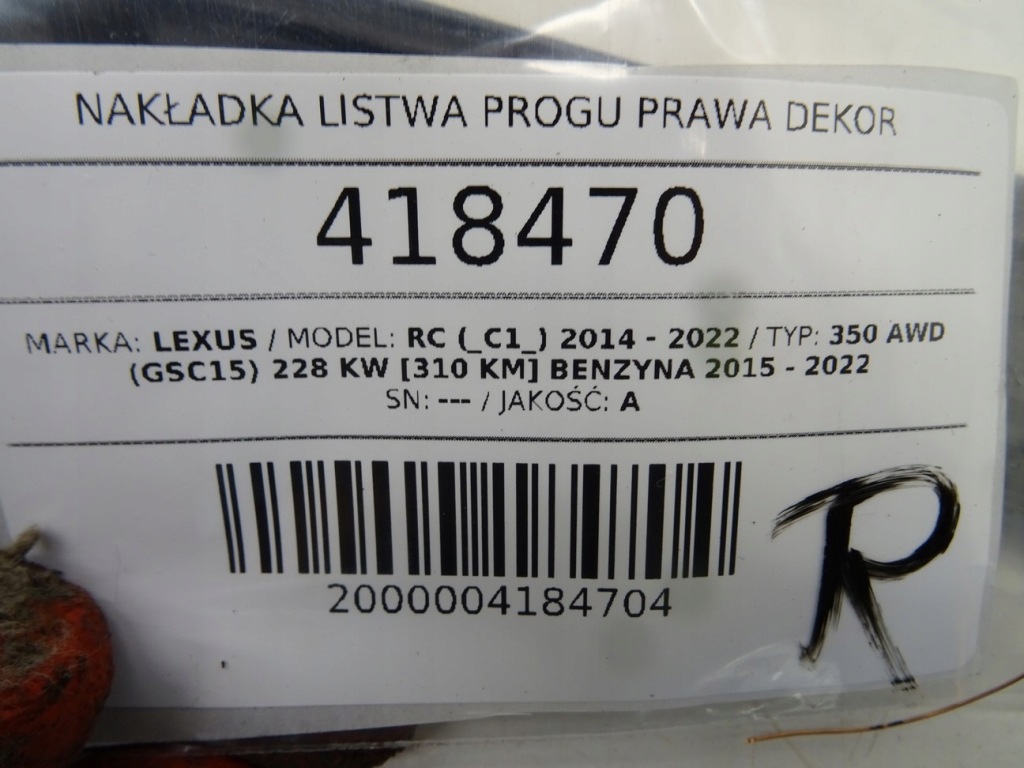 NAKŁADKA LISTWA PROGU PRAWA DEKOR
418470
MARKA: LEXUS / MODEL: RC (_C1_) 2014 - 2022 / TYP: 350 AWD
(GSC15) 228 KW [310 KM] BENZYNA 2015 - 2022
SN: --- / JAKOŚĆ: A
2000004184704
R